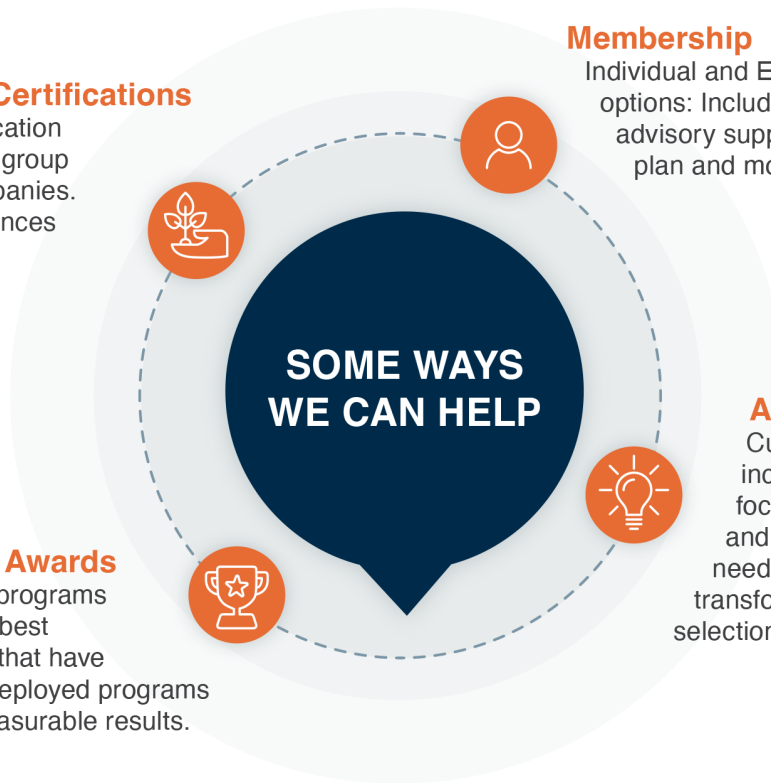 Certifications
cation
group
panies.
nces
Membership
Individual and E
options: Includ
advisory supp
plan and mo
SOME WAYS
WE CAN HELP
A
Cu
inc
foc
and
need
transfo
selection
Awards
programs
best
that have
eployed programs
asurable results.